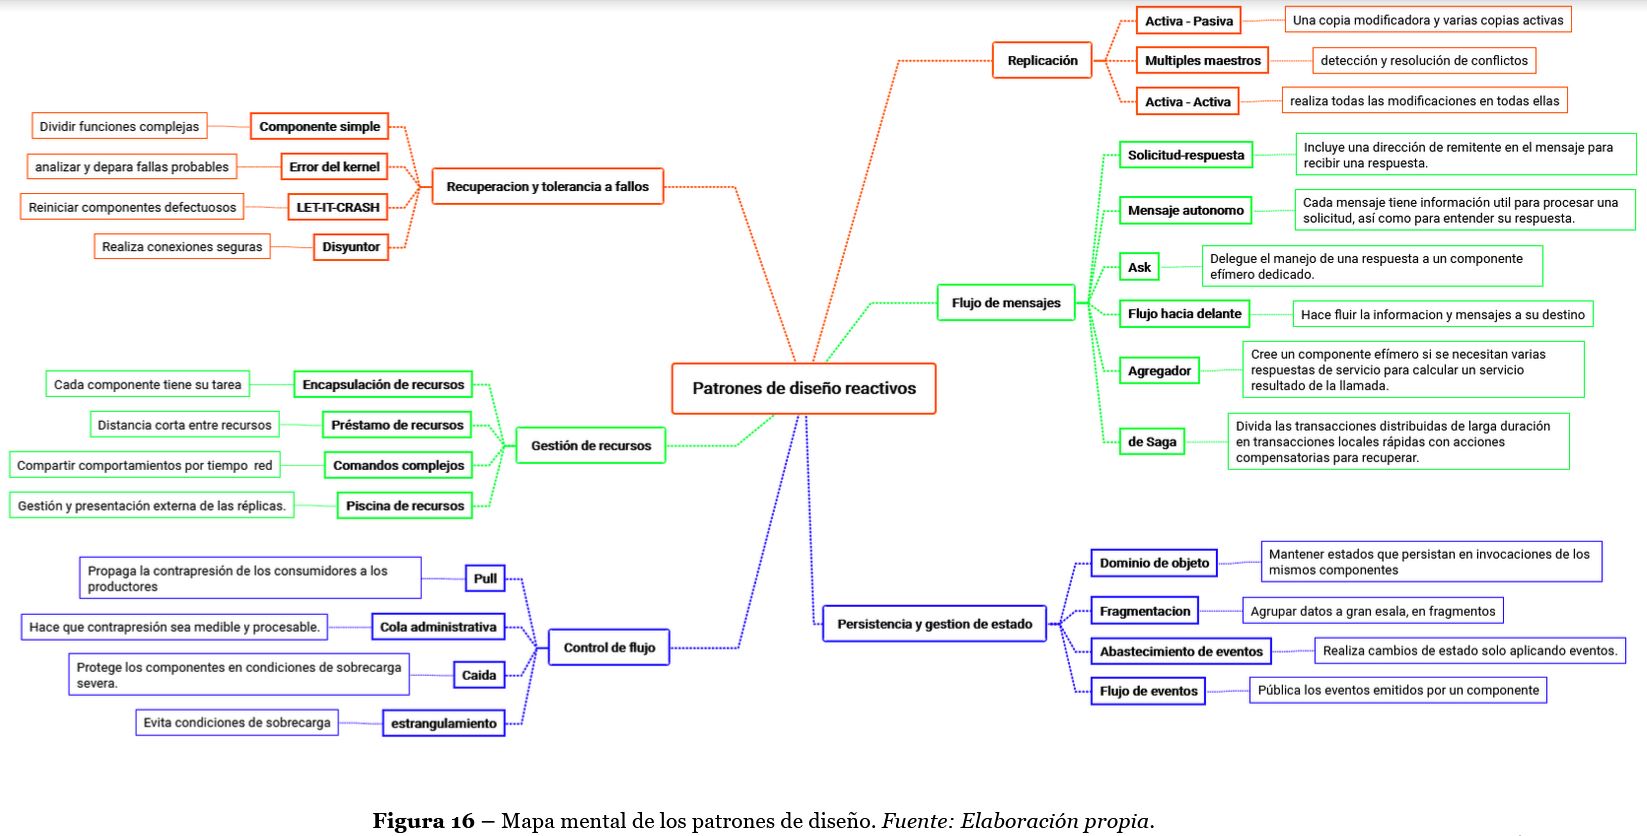 Patrones de diseño reactivos
Replicación
Activa - Pasiva
Una copia modificadora y varias copias activas
Multiples maestros
detección y resolución de conflictos
Activa - Activa
realiza todas las modificaciones en todas ellas
Flujo de mensajes
Solicitud-respuesta
Incluye una dirección de remitente en el mensaje para
recibir una respuesta.
Mensaje autonomo
Cada mensaje tiene información util para procesar una
solicitud, así como para entender su respuesta.
Ask
Delegue el manejo de una respuesta a un componente
efímero dedicado.
Flujo hacia delante
Hace fluir la informacion y mensajes a su destino
Agregador
Cree un componente efímero si se necesitan varias
respuestas de servicio para calcular un servicio
resultado de la llamada.
de Saga
Divida las transacciones distribuidas de larga duración
en transacciones locales rápidas con acciones
compensatorias para recuperar.
Persistencia y gestion de estado
Dominio de objeto
Mantener estados que persistan en invocaciones de los
mismos componentes
Fragmentacion
Agrupar datos a gran esala, en fragmentos
Abastecimiento de eventos
Realiza cambios de estado solo aplicando eventos.
Flujo de eventos
Pública los eventos emitidos por un componente
Recuperacion y tolerancia a fallos
Componente simple
Dividir funciones complejas
Error del kernel
analizar y depara fallas probables
LET-IT-CRASH
Reiniciar componentes defectuosos
Disyuntor
Realiza conexiones seguras
Gestión de recursos
Encapsulación de recursos
Cada componente tiene su tarea
Préstamo de recursos
Distancia corta entre recursos
Comandos complejos
Compartir comportamientos por tiempo red
Piscina de recursos
Gestión y presentación externa de las réplicas.
Control de flujo
Pull
Propaga la contrapresión de los consumidores a los
productores
Cola administrativa
Hace que contrapresión sea medible y procesable.
Caida
Protege los componentes en condiciones de sobrecarga
severa.
estrangulamiento
Evita condiciones de sobrecarga
Figura 16 – Mapa mental de los patrones de diseño. Fuente: Elaboración propia.